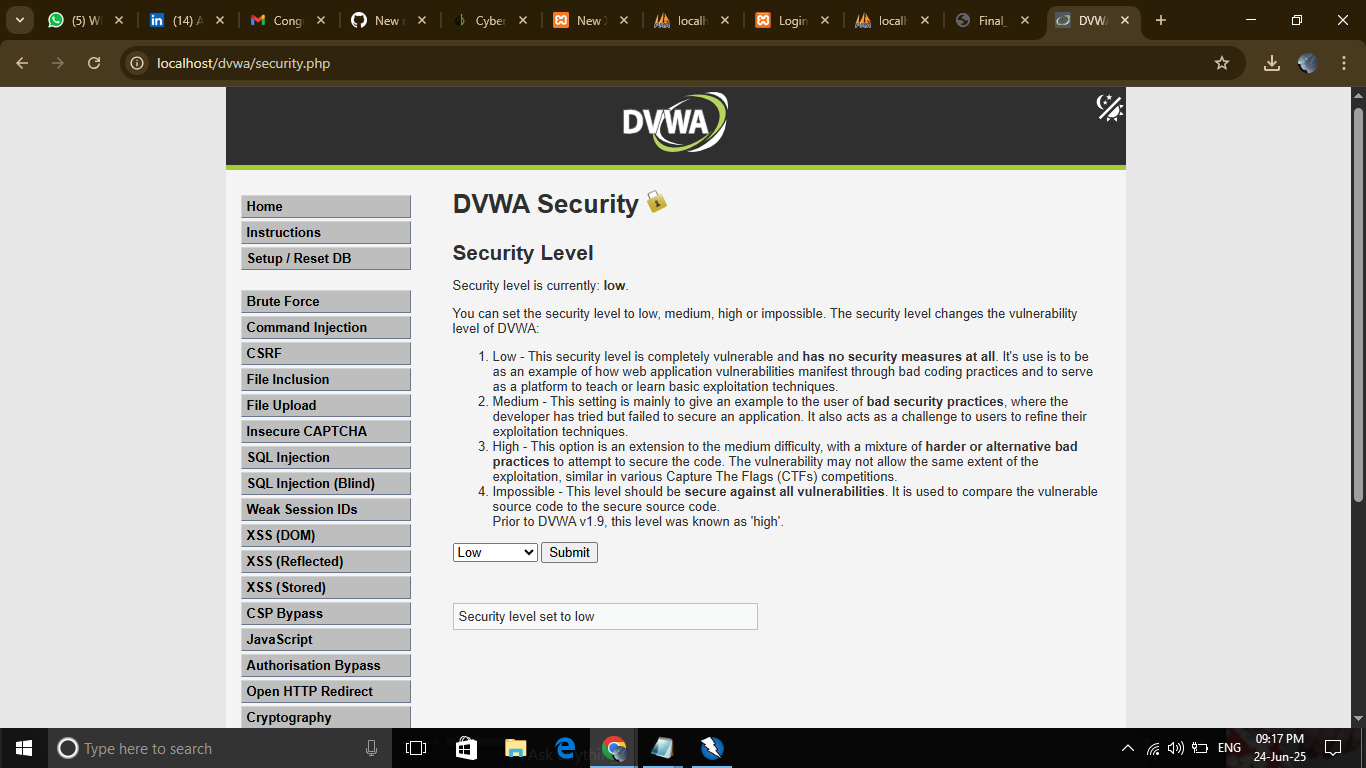 (5) W
(14) A
Cong
New
Cyber
New
localh
Login
localh
Final_
DVWA
localhost/dvwa/security.php
DVWA
Home
Instructions
Setup / Reset DB
Brute Force
Command Injection
CSRF
File Inclusion
File Upload
Insecure CAPTCHA
SQL Injection
SQL Injection (Blind)
Weak Session IDs
XSS (DOM)
XSS (Reflected)
XSS (Stored)
CSP Bypass
JavaScript
Authorisation Bypass
Open HTTP Redirect
Cryptography
DVWA Security
Security Level
Security level is currently: low.
You can set the security level to low, medium, high or impossible. The security level changes the vulnerability
level of DVWA:
1. Low - This security level is completely vulnerable and has no security measures at all. It's use is to be
as an example of how web application vulnerabilities manifest through bad coding practices and to serve
as a platform to teach or learn basic exploitation techniques.
2. Medium - This setting is mainly to give an example to the user of bad security practices, where the
developer has tried but failed to secure an application. It also acts as a challenge to users to refine their
exploitation techniques.
3. High - This option is an extension to the medium difficulty, with a mixture of harder or alternative bad
practices to attempt to secure the code. The vulnerability may not allow the same extent of the
exploitation, similar in various Capture The Flags (CTFs) competitions.
4. Impossible - This level should be secure against all vulnerabilities. It is used to compare the vulnerable
source code to the secure source code.
Prior to DVWA v1.9, this level was known as 'high'.
Low Submit
Security level set to low
Type here to search
ENG
09:17 PM
24-Jun-25